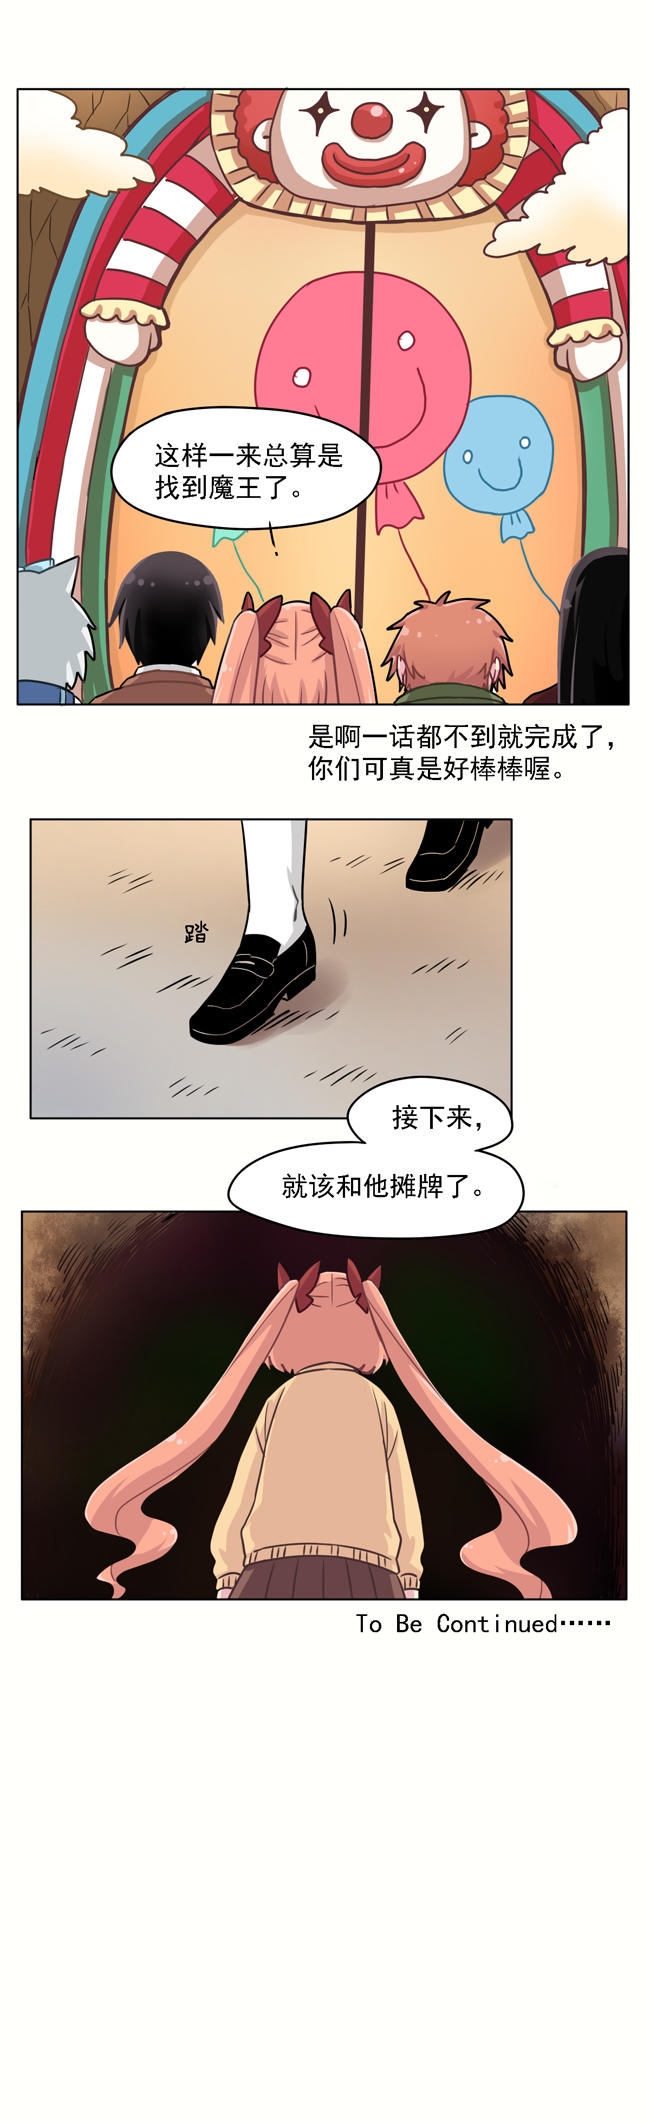 这样一来总算是
找到魔王了。
是啊一话都不到就完成了，
你们可真是好棒棒喔。
踏
接下来，
就该和他摊牌了。
To Be Continued……